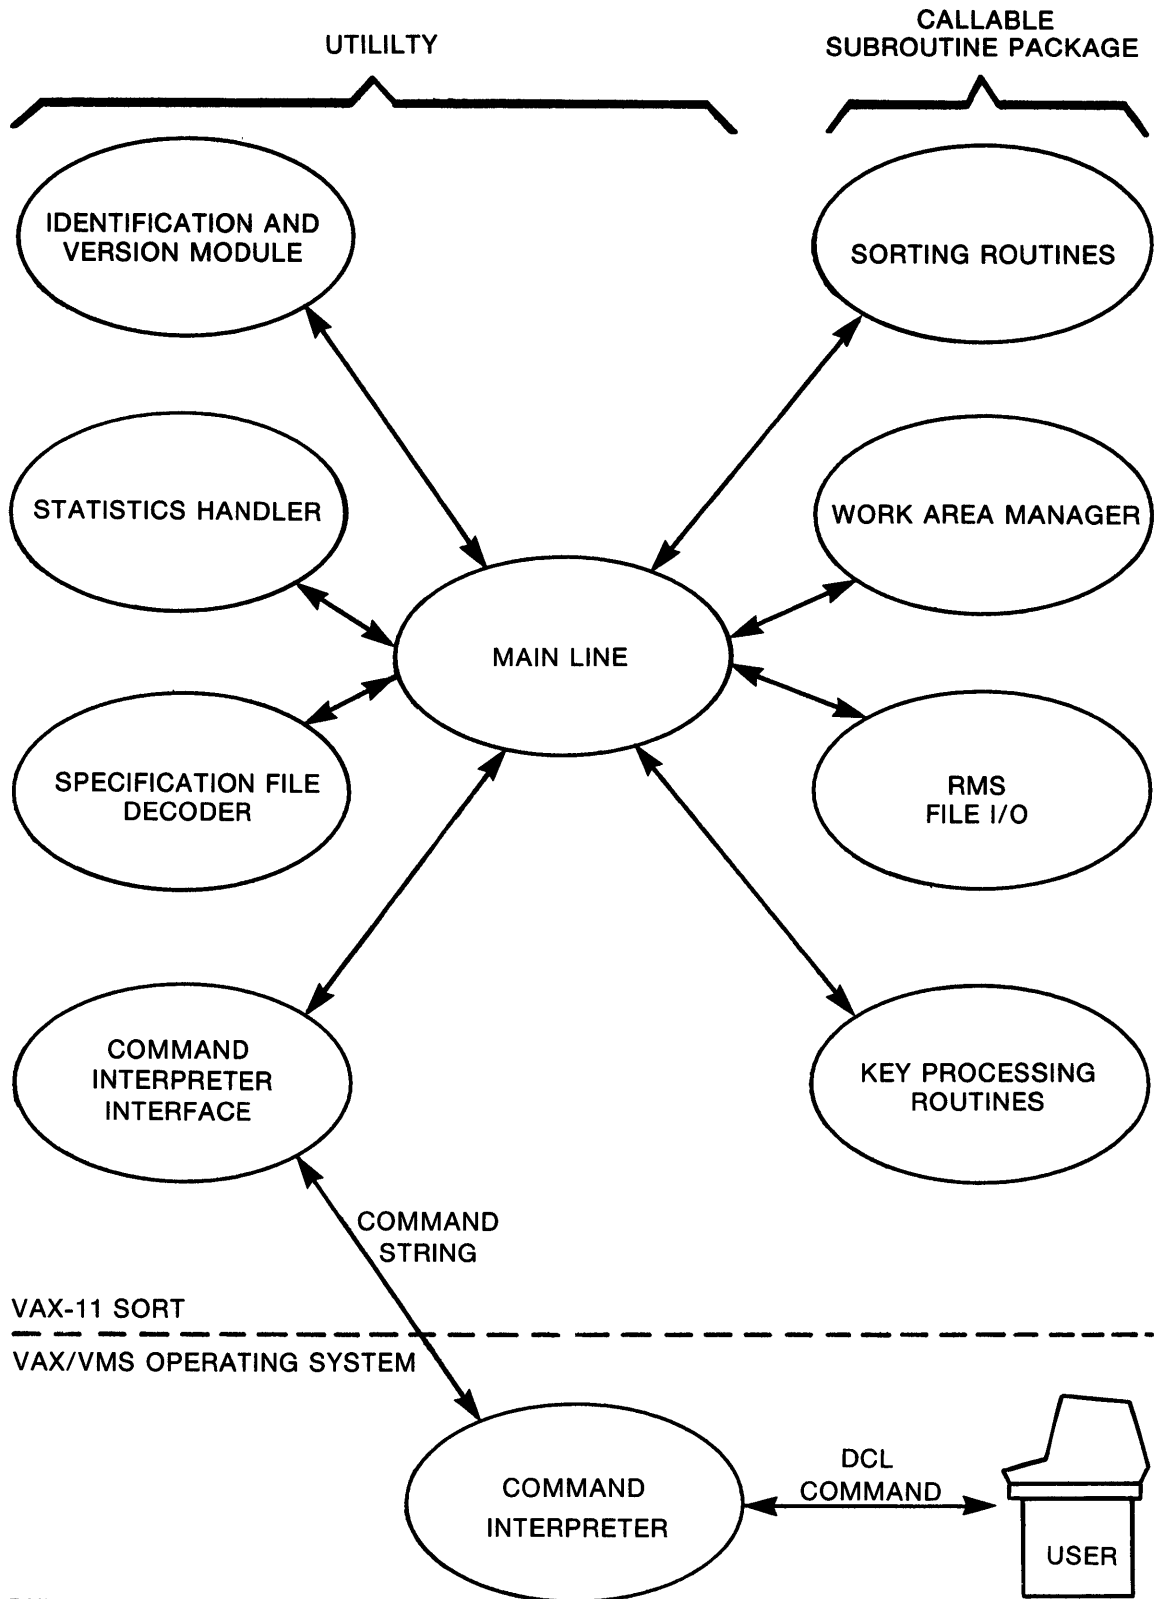 UTILILTY
CALLABLE
SUBROUTINE PACKAGE
IDENTIFICATION AND
VERSION MODULE
SORTING ROUTINES
STATISTICS HANDLER
WORK AREA MANAGER
MAIN LINE
SPECIFICATION FILE
DECODER
RMS
FILE I/O
COMMAND
INTERPRETER
INTERFACE
KEY PROCESSING
ROUTINES
COMMAND
STRING
VAX-11 SORT
VAX/VMS OPERATING SYSTEM
COMMAND
INTERPRETER
DCL
COMMAND
USER